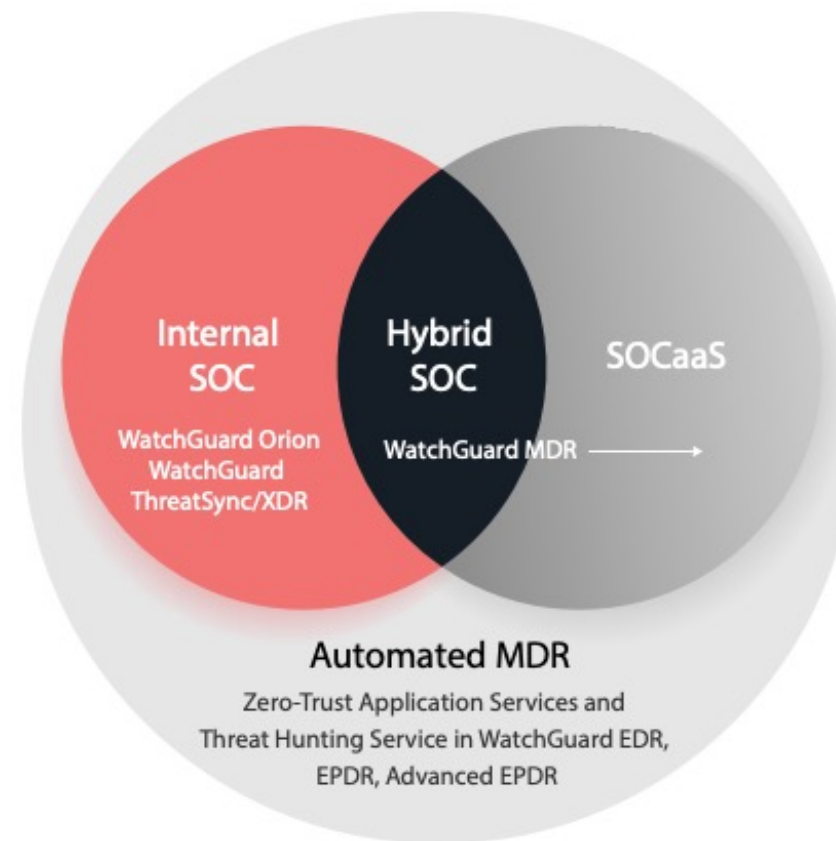 Internal
SOC
WatchGuard Orion
WatchGuard
ThreatSync/XDR
Hybrid
SOC
WatchGuard MDR
SOCaaS
Automated MDR
Zero-Trust Application Services and
Threat Hunting Service in WatchGuard EDR,
EPDR, Advanced EPDR